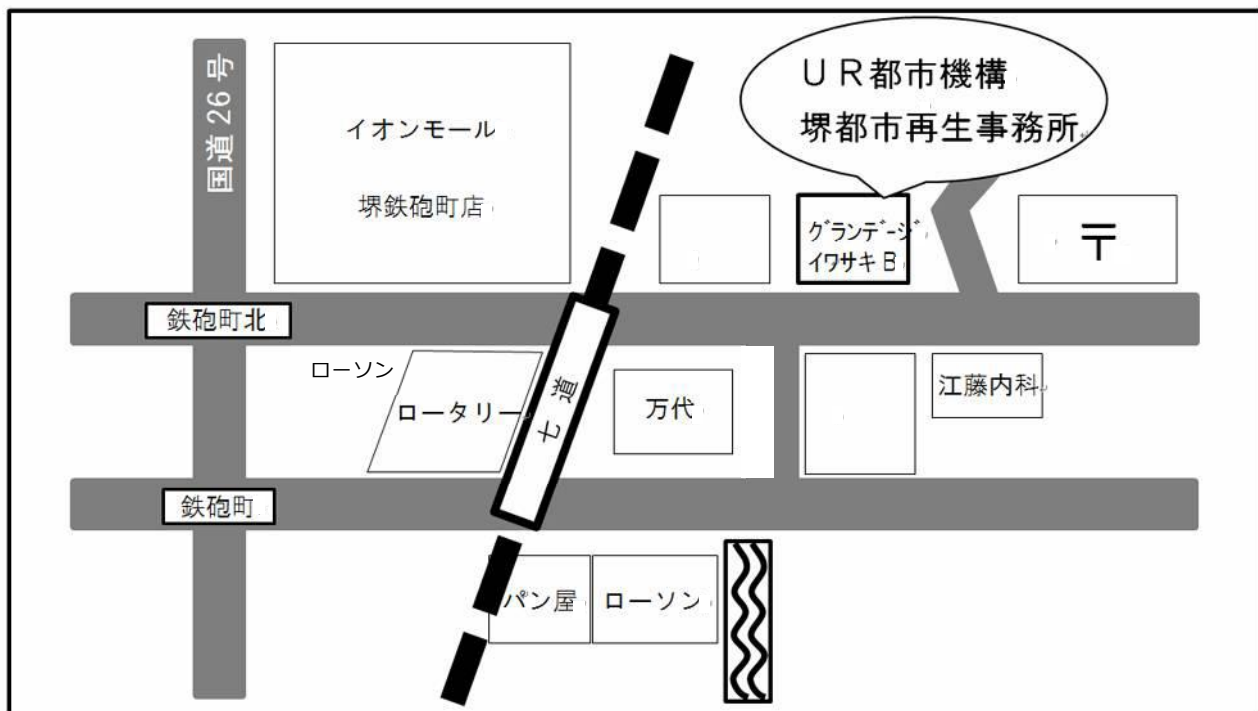 国道26号
イオンモール
堺鉄砲町店
UR都市機構
堺都市再生事務所
グランデージ
イワサキB
〒
鉄砲町北
ローソン
ロータリー
七道
万代
江藤内科
鉄砲町
パン屋
ローソン